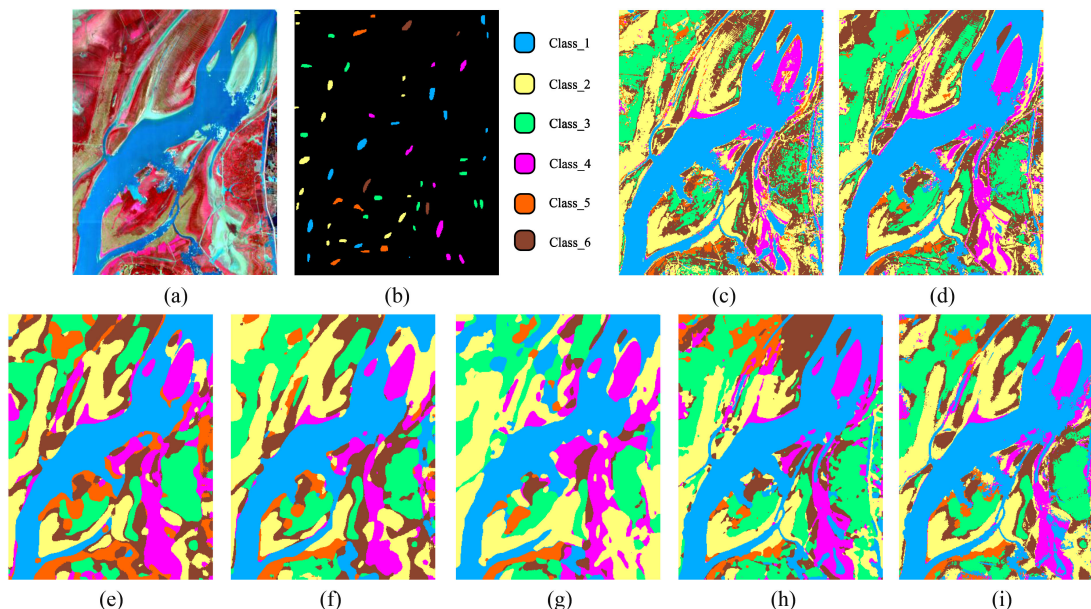 Class_1
Class_2
Class_3
Class_4
Class_5
Class_6
(a)
(b)
(c)
(d)
(e)
(f)
(g)
(h)
(i)